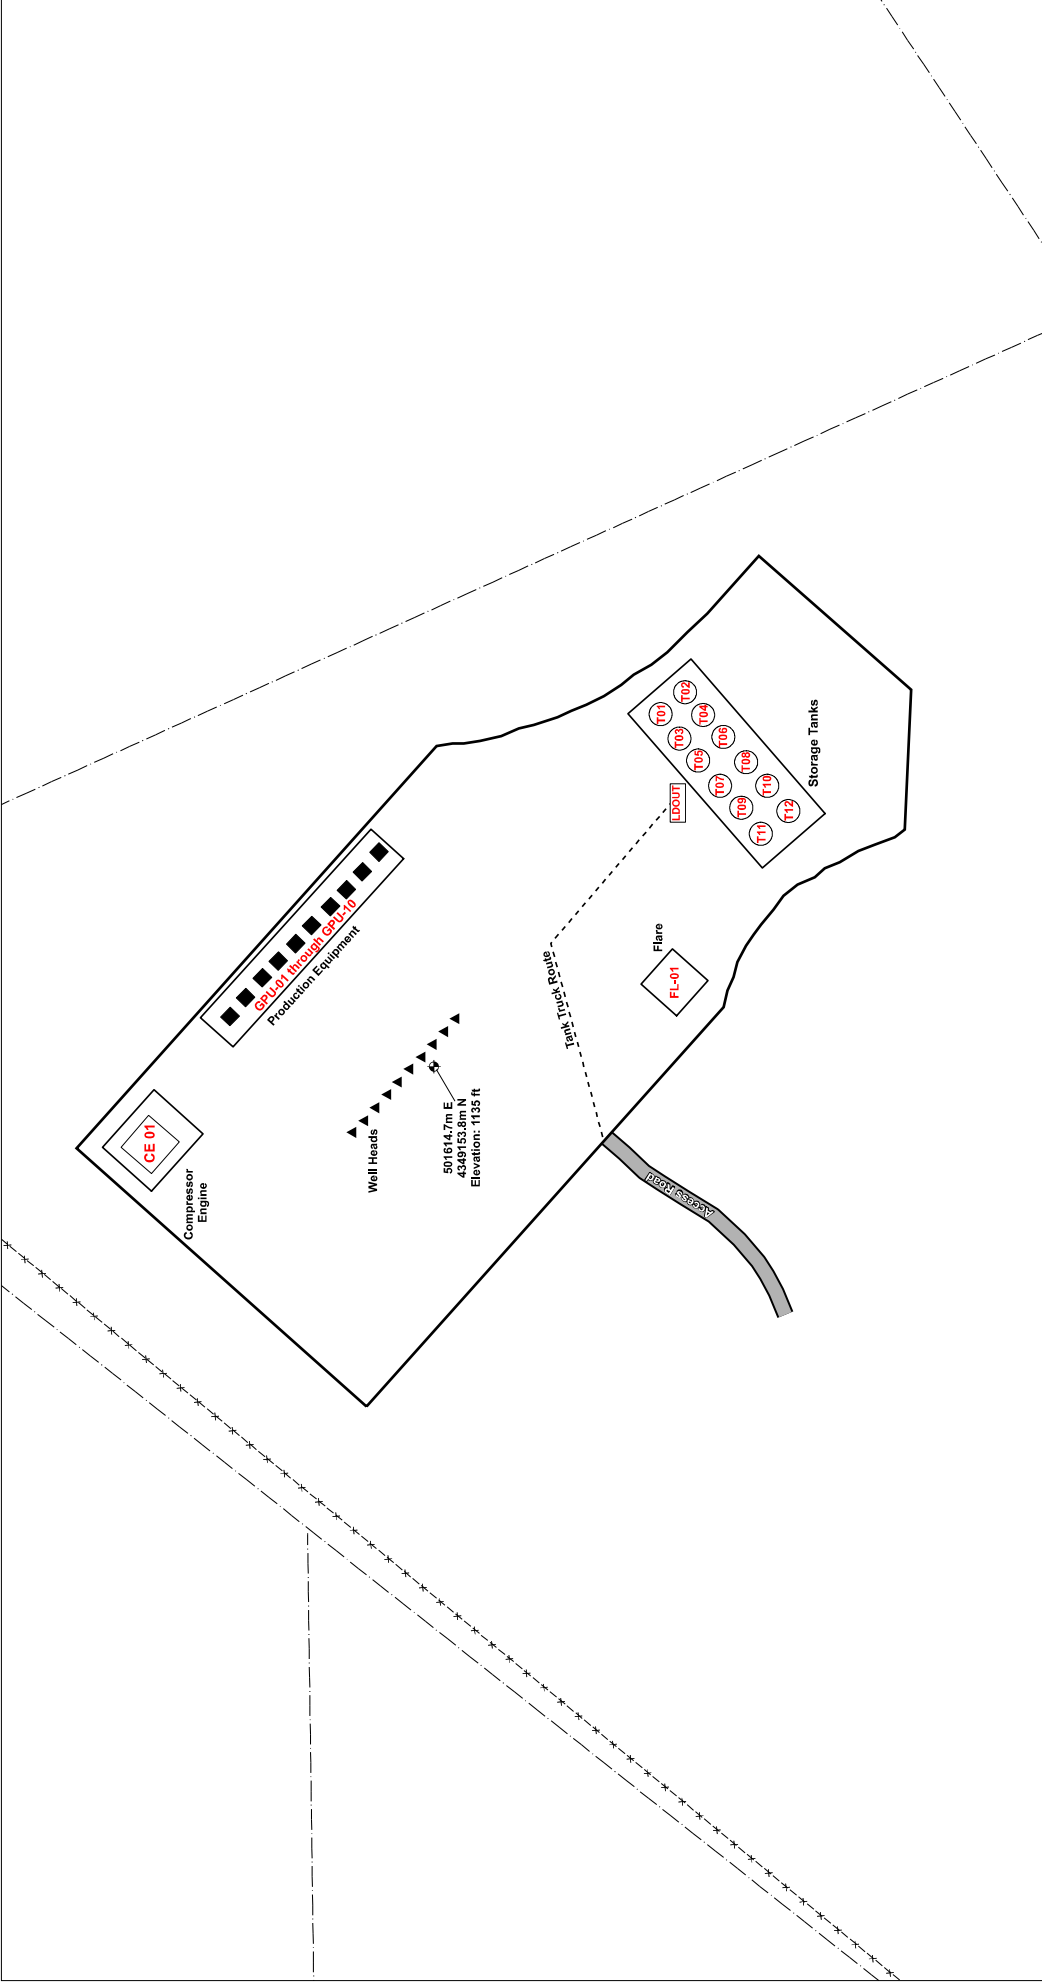 CE 01
Compressor
Engine
GPU-01 through GPU-10
Production Equipment
Well Heads
501614.7m E
4349153.8m N
Elevation: 1135 ft
Tank Truck Route
Access Road
Flare
FL-01
LDOUT
T01
T02
T03
T04
T05
T06
T07
T08
T09
T10
T11
T12
Storage Tanks